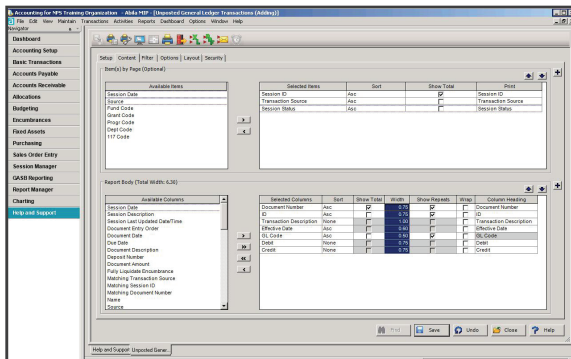 Accounting for NPS Training Organization - Abila MIP - [Unposted General Ledger Transactions (Adding)]
File Edit View Maintain Transactions Activities Reports Dashboard Options Window Help
Navigator
Dashboard
Accounting Setup
Basic Transactions
Accounts Payable
Accounts Receivable
Allocations
Budgeting
Encumbrances
Fixed Assets
Purchasing
Sales Order Entry
Session Manager
GASB Reporting
Report Manager
Charting
Help and Support
Setup Content Filter Options Layout Security
Item(s) by Page (Optional)
Available Items
Session Date
Source
Fund Code
Grant Code
Progr Code
Dept Code
117 Code
Selected Items Sort Show Total Print
Session ID Asc Session ID
Transaction Source Asc Transaction Source
Session Status Asc Session Status
Report Body (Total Width: 6.30)
Available Columns
Session Date
Session Description
Session Last Updated Date/Time
Document Entry Order
Document Date
Due Date
Document Description
Deposit Number
Document Amount
Fully Liquidate Encumbrance
Matching Transaction Source
Matching Session ID
Matching Document Number
Name
Source
Selected Columns Sort Show Total Width Show Repeats Wrap Column Heading
Document Number Asc 0.75 Document Number
ID Asc 0.75 ID
Transaction Description None 1.00 Transaction Description
Effective Date Asc 0.60 Effective Date
GL Code Asc 0.60 GL Code
Debit None 0.75 Debit
Credit None 0.75 Credit
Find Save Undo Close Help
Help and Support Unposted Gener...